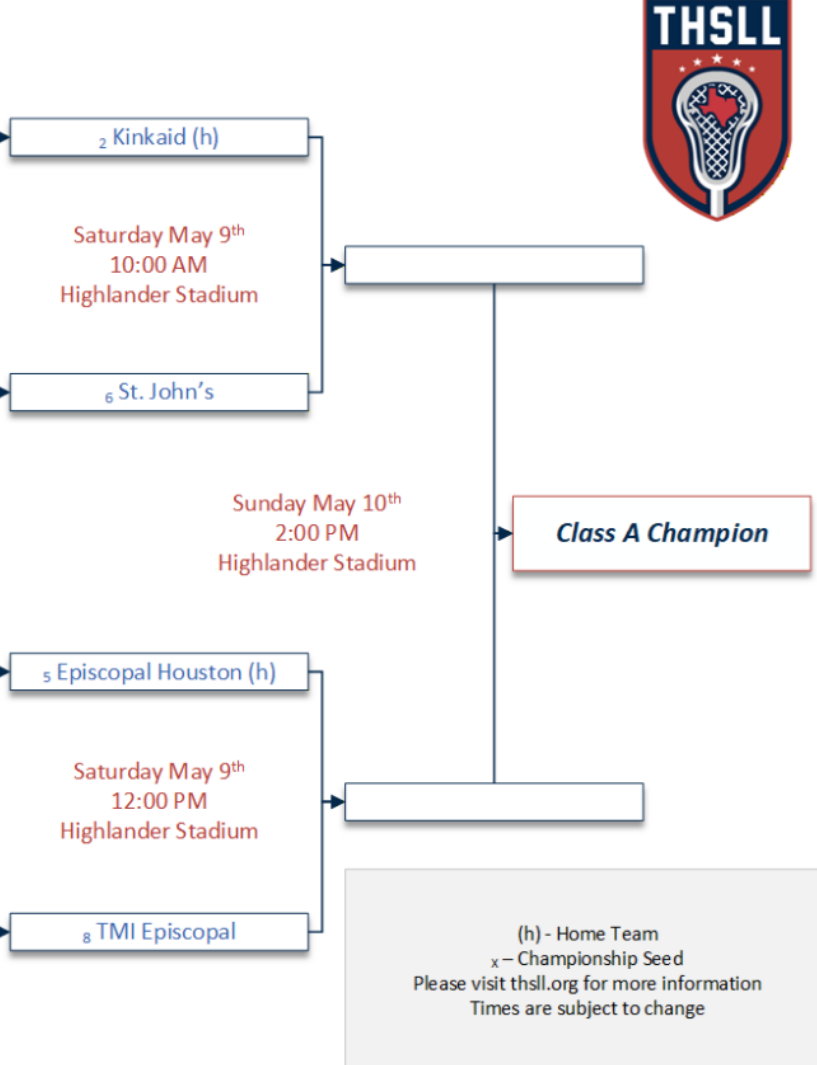 THSLL
₂ Kinkaid (h)
Saturday May 9ᵗʰ
10:00 AM
Highlander Stadium
₆ St. John’s
Sunday May 10ᵗʰ
2:00 PM
Highlander Stadium
Class A Champion
₅ Episcopal Houston (h)
Saturday May 9ᵗʰ
12:00 PM
Highlander Stadium
₈ TMI Episcopal
(h) - Home Team
ₓ – Championship Seed
Please visit thsll.org for more information
Times are subject to change